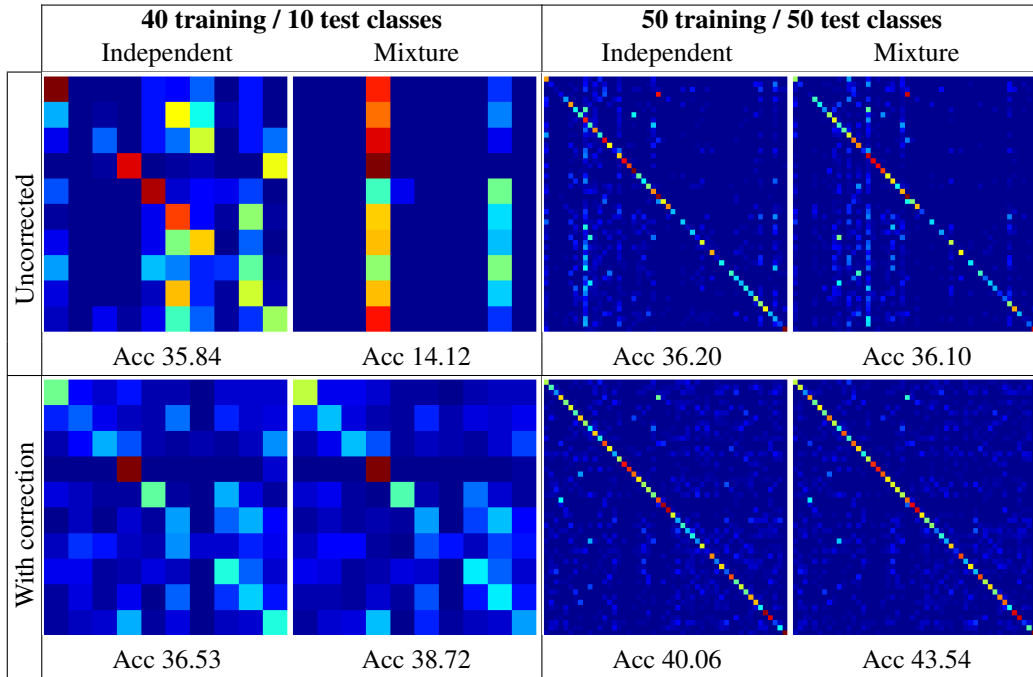 40 training / 10 test classes
50 training / 50 test classes
Independent
Mixture
Independent
Mixture
Uncorrected
Acc 35.84
Acc 14.12
Acc 36.20
Acc 36.10
With correction
Acc 36.53
Acc 38.72
Acc 40.06
Acc 43.54